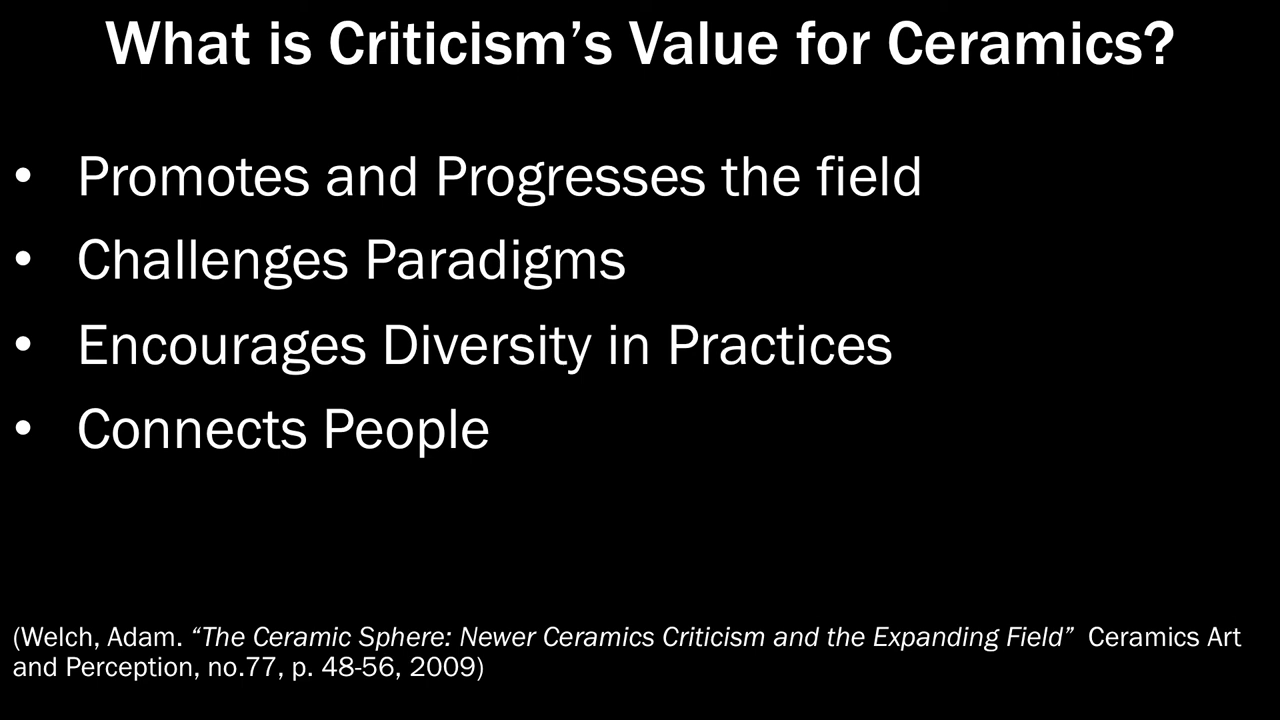 What is Criticism’s Value for Ceramics?
• Promotes and Progresses the field
• Challenges Paradigms
• Encourages Diversity in Practices
• Connects People
(Welch, Adam. “The Ceramic Sphere: Newer Ceramics Criticism and the Expanding Field” Ceramics Art
and Perception, no.77, p. 48-56, 2009)